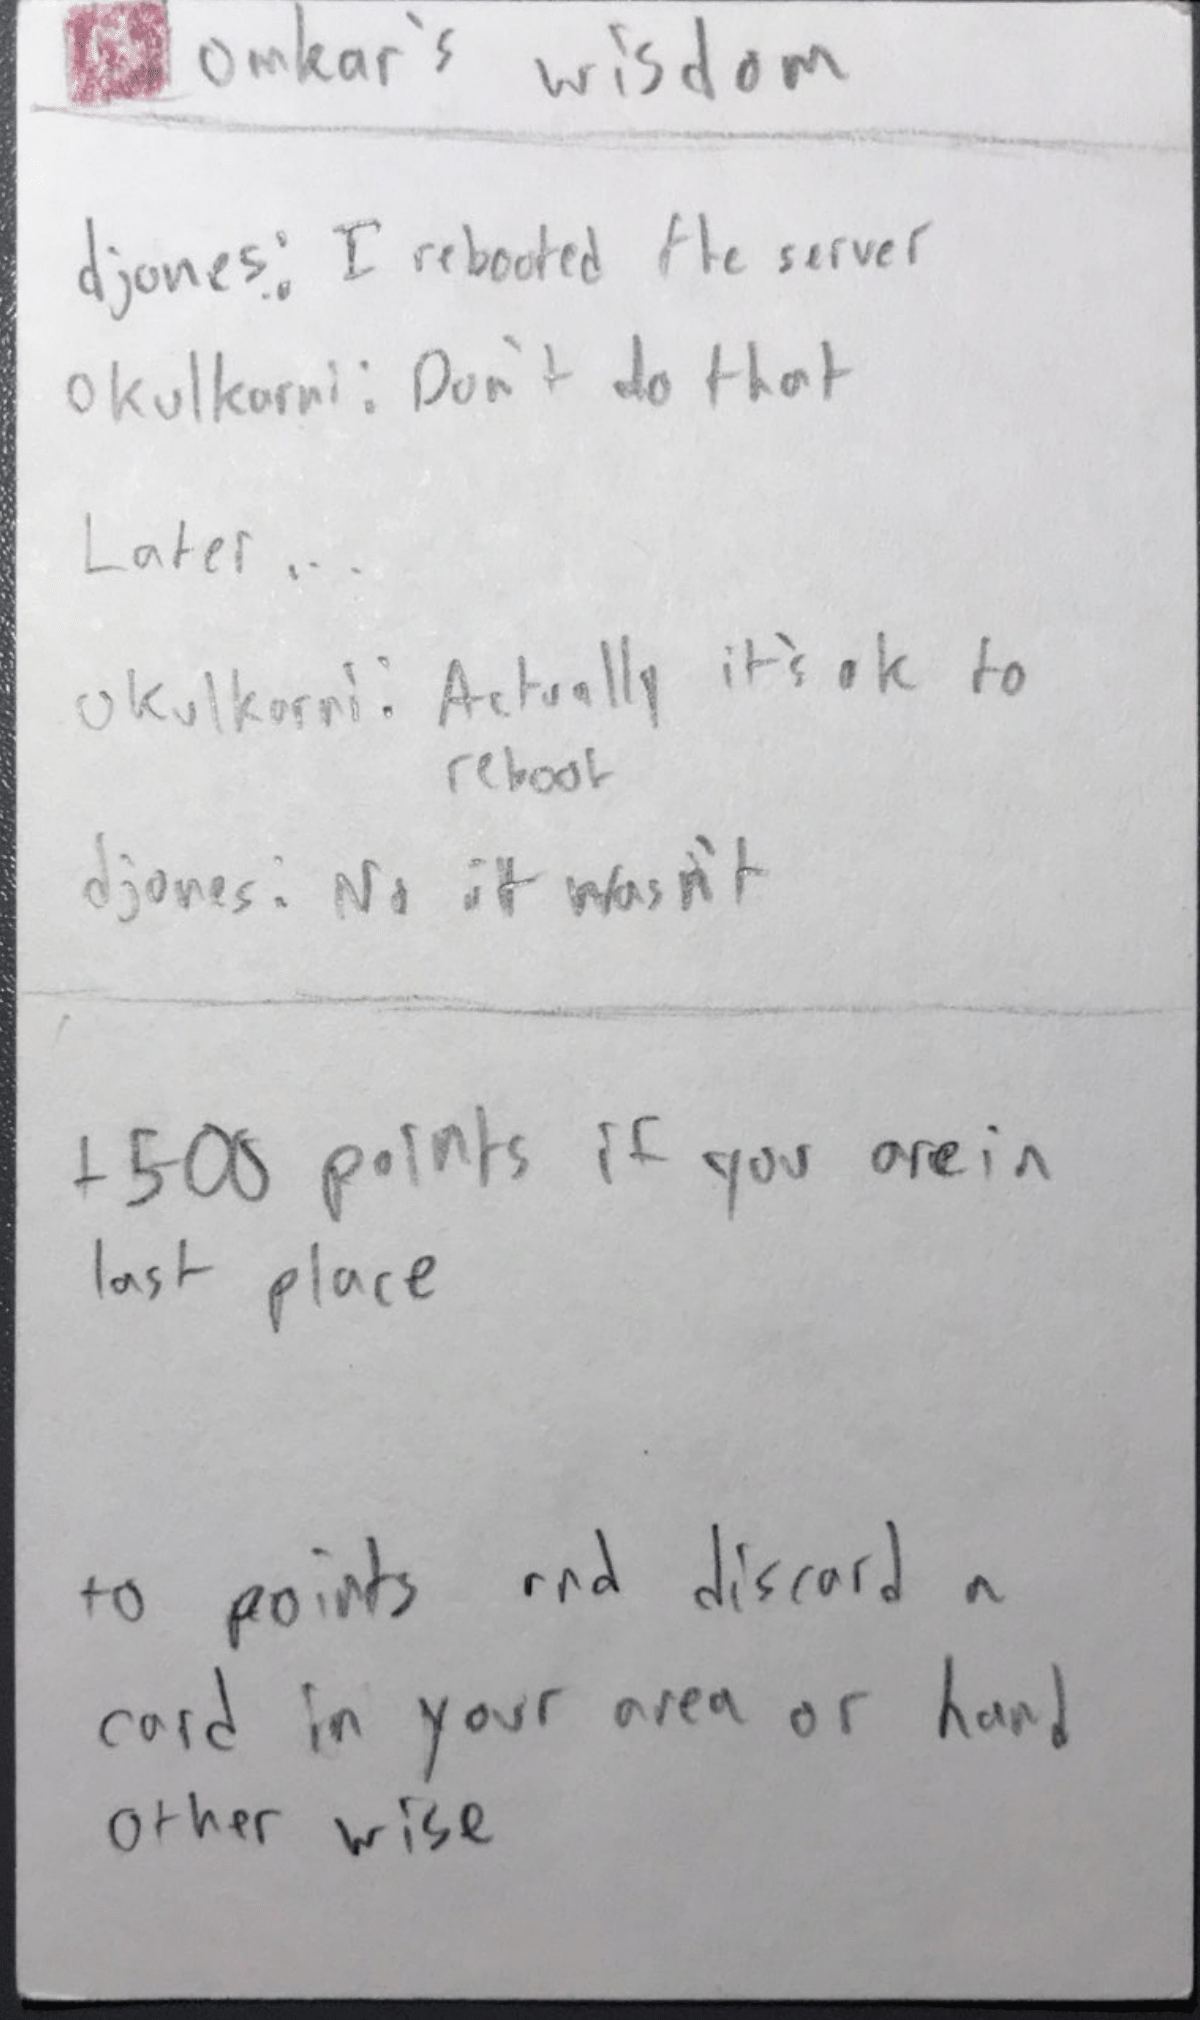 omkar's wisdom
djones: I rebooted the server
okulkarni: Don't do that
Later...
okulkarni: Actually it's ok to
reboot
djones: No it wasn't
+500 points if you are in
last place
+0 points and discard a
card in your area or hand
other wise